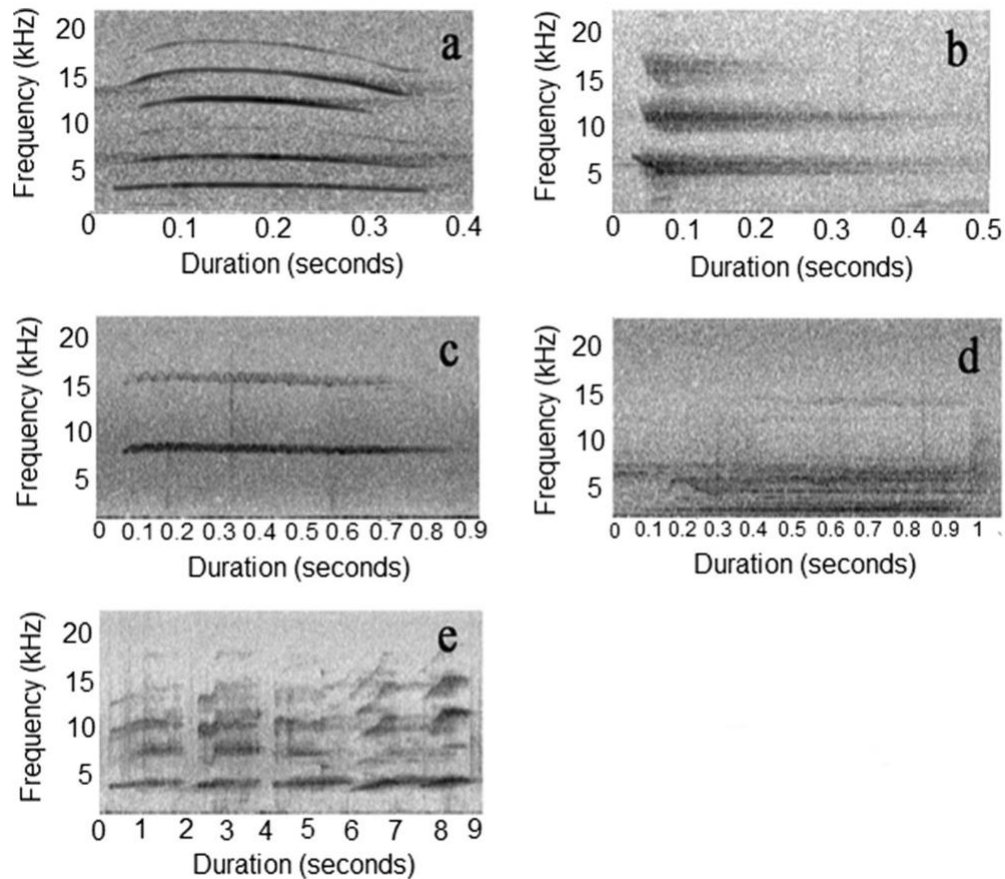 Frequency (kHz)
20
15
10
5
a
0 0.1 0.2 0.3 0.4
Duration (seconds)
Frequency (kHz)
20
15
10
5
b
0 0.1 0.2 0.3 0.4 0.5
Duration (seconds)
Frequency (kHz)
20
15
10
5
c
0 0.1 0.2 0.3 0.4 0.5 0.6 0.7 0.8 0.9
Duration (seconds)
Frequency (kHz)
20
15
10
5
d
0 0.1 0.2 0.3 0.4 0.5 0.6 0.7 0.8 0.9 1
Duration (seconds)
Frequency (kHz)
20
15
10
5
e
0 1 2 3 4 5 6 7 8 9
Duration (seconds)